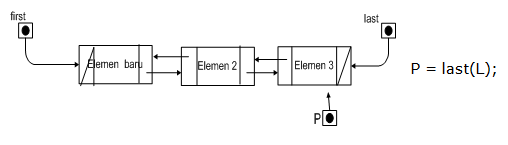 first
last
Elemen baru
Elemen 2
Elemen 3
P = last(L);
P